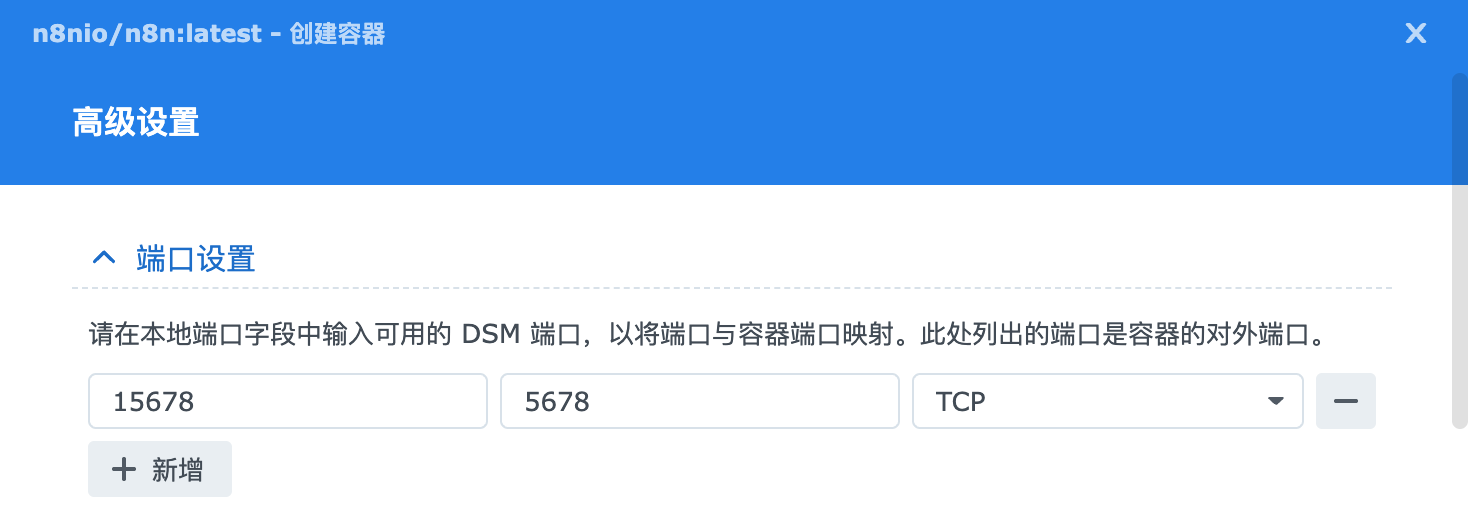 n8nio/n8n:latest - 创建容器
高级设置
端口设置
请在本地端口字段中输入可用的 DSM 端口，以将端口与容器端口映射。此处列出的端口是容器的对外端口。
15678 5678 TCP
新增